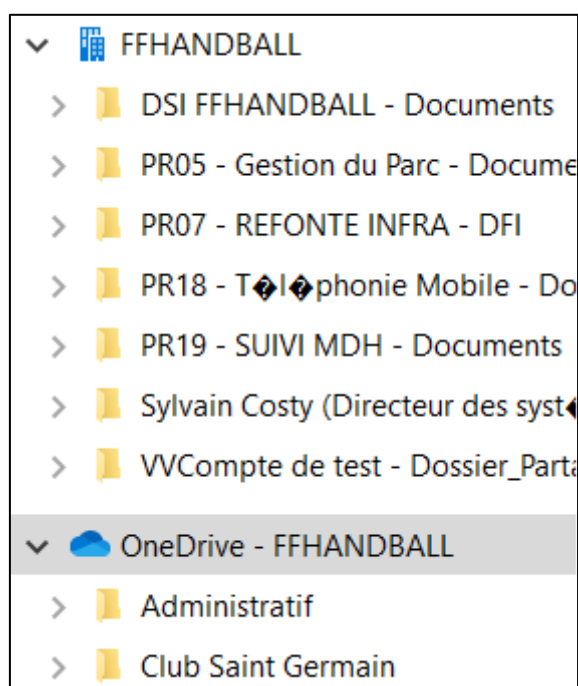 FFHANDBALL
DSI FFHANDBALL - Documents
PR05 - Gestion du Parc - Docume
PR07 - REFONTE INFRA - DFI
PR18 - T�l�phonie Mobile - Do
PR19 - SUIVI MDH - Documents
Sylvain Costy (Directeur des syst�
VVCompte de test - Dossier_Parta
OneDrive - FFHANDBALL
Administratif
Club Saint Germain